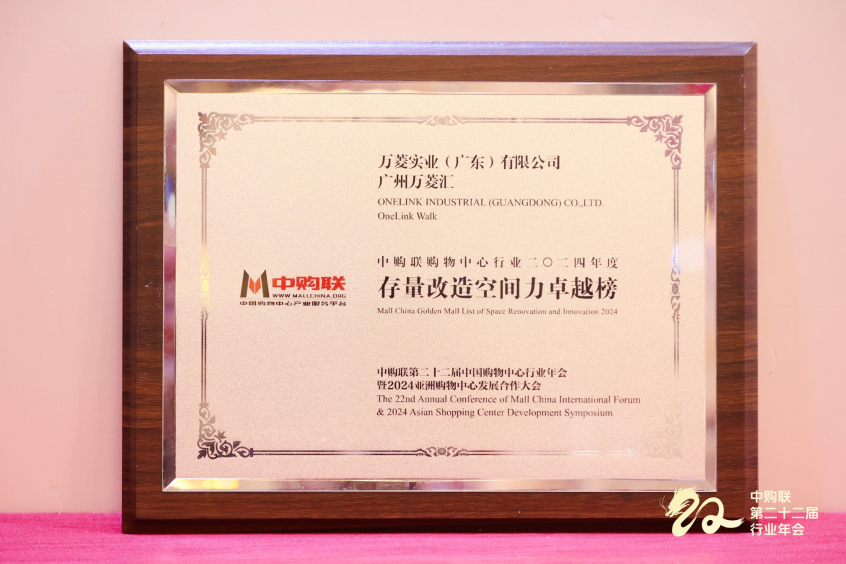 万菱实业（广东）有限公司
广州万菱汇
ONELINK INDUSTRIAL (GUANGDONG) CO.,LTD.
OneLink Walk
中购联
WWW.MALLCHINA.ORG
中国购物中心产业服务平台
中购联购物中心行业二〇二四年度
存量改造空间力卓越榜
Mall China Golden Mall List of Space Renovation and Innovation 2024
中购联第二十二届中国购物中心行业年会
暨2024亚洲购物中心发展合作大会
The 22nd Annual Conference of Mall China International Forum
& 2024 Asian Shopping Center Development Symposium
中购联
第二十二届
行业年会